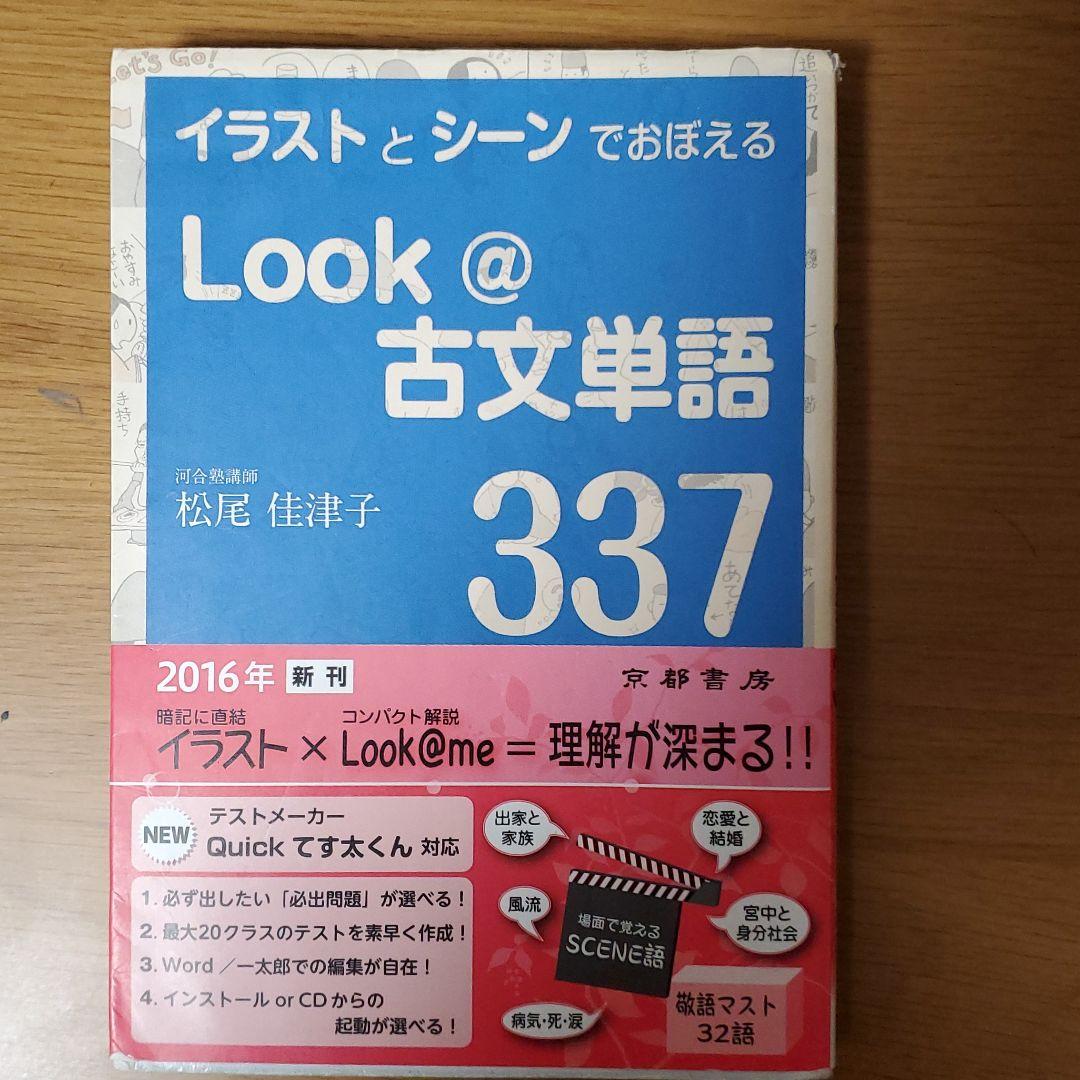 Let's Go!
イラストとシーンでおぼえる
Look@
古文単語
337
河合塾講師
松尾 佳津子
おやすみ
手持ち
2016年 新刊
京都書房
暗記に直結 コンパクト解説
イラスト×Look@me=理解が深まる!!
NEW
テストメーカー
Quick てす太くん 対応
1. 必ず出したい「必出問題」が選べる!
2. 最大20クラスのテストを素早く作成!
3. Word/一太郎での編集が自在!
4. インストール or CDからの
起動が選べる!
出家と
家族
恋愛と
結婚
風流
場面で覚える
SCENE語
宮中と
身分社会
病気・死・涙
敬語マスト
32語